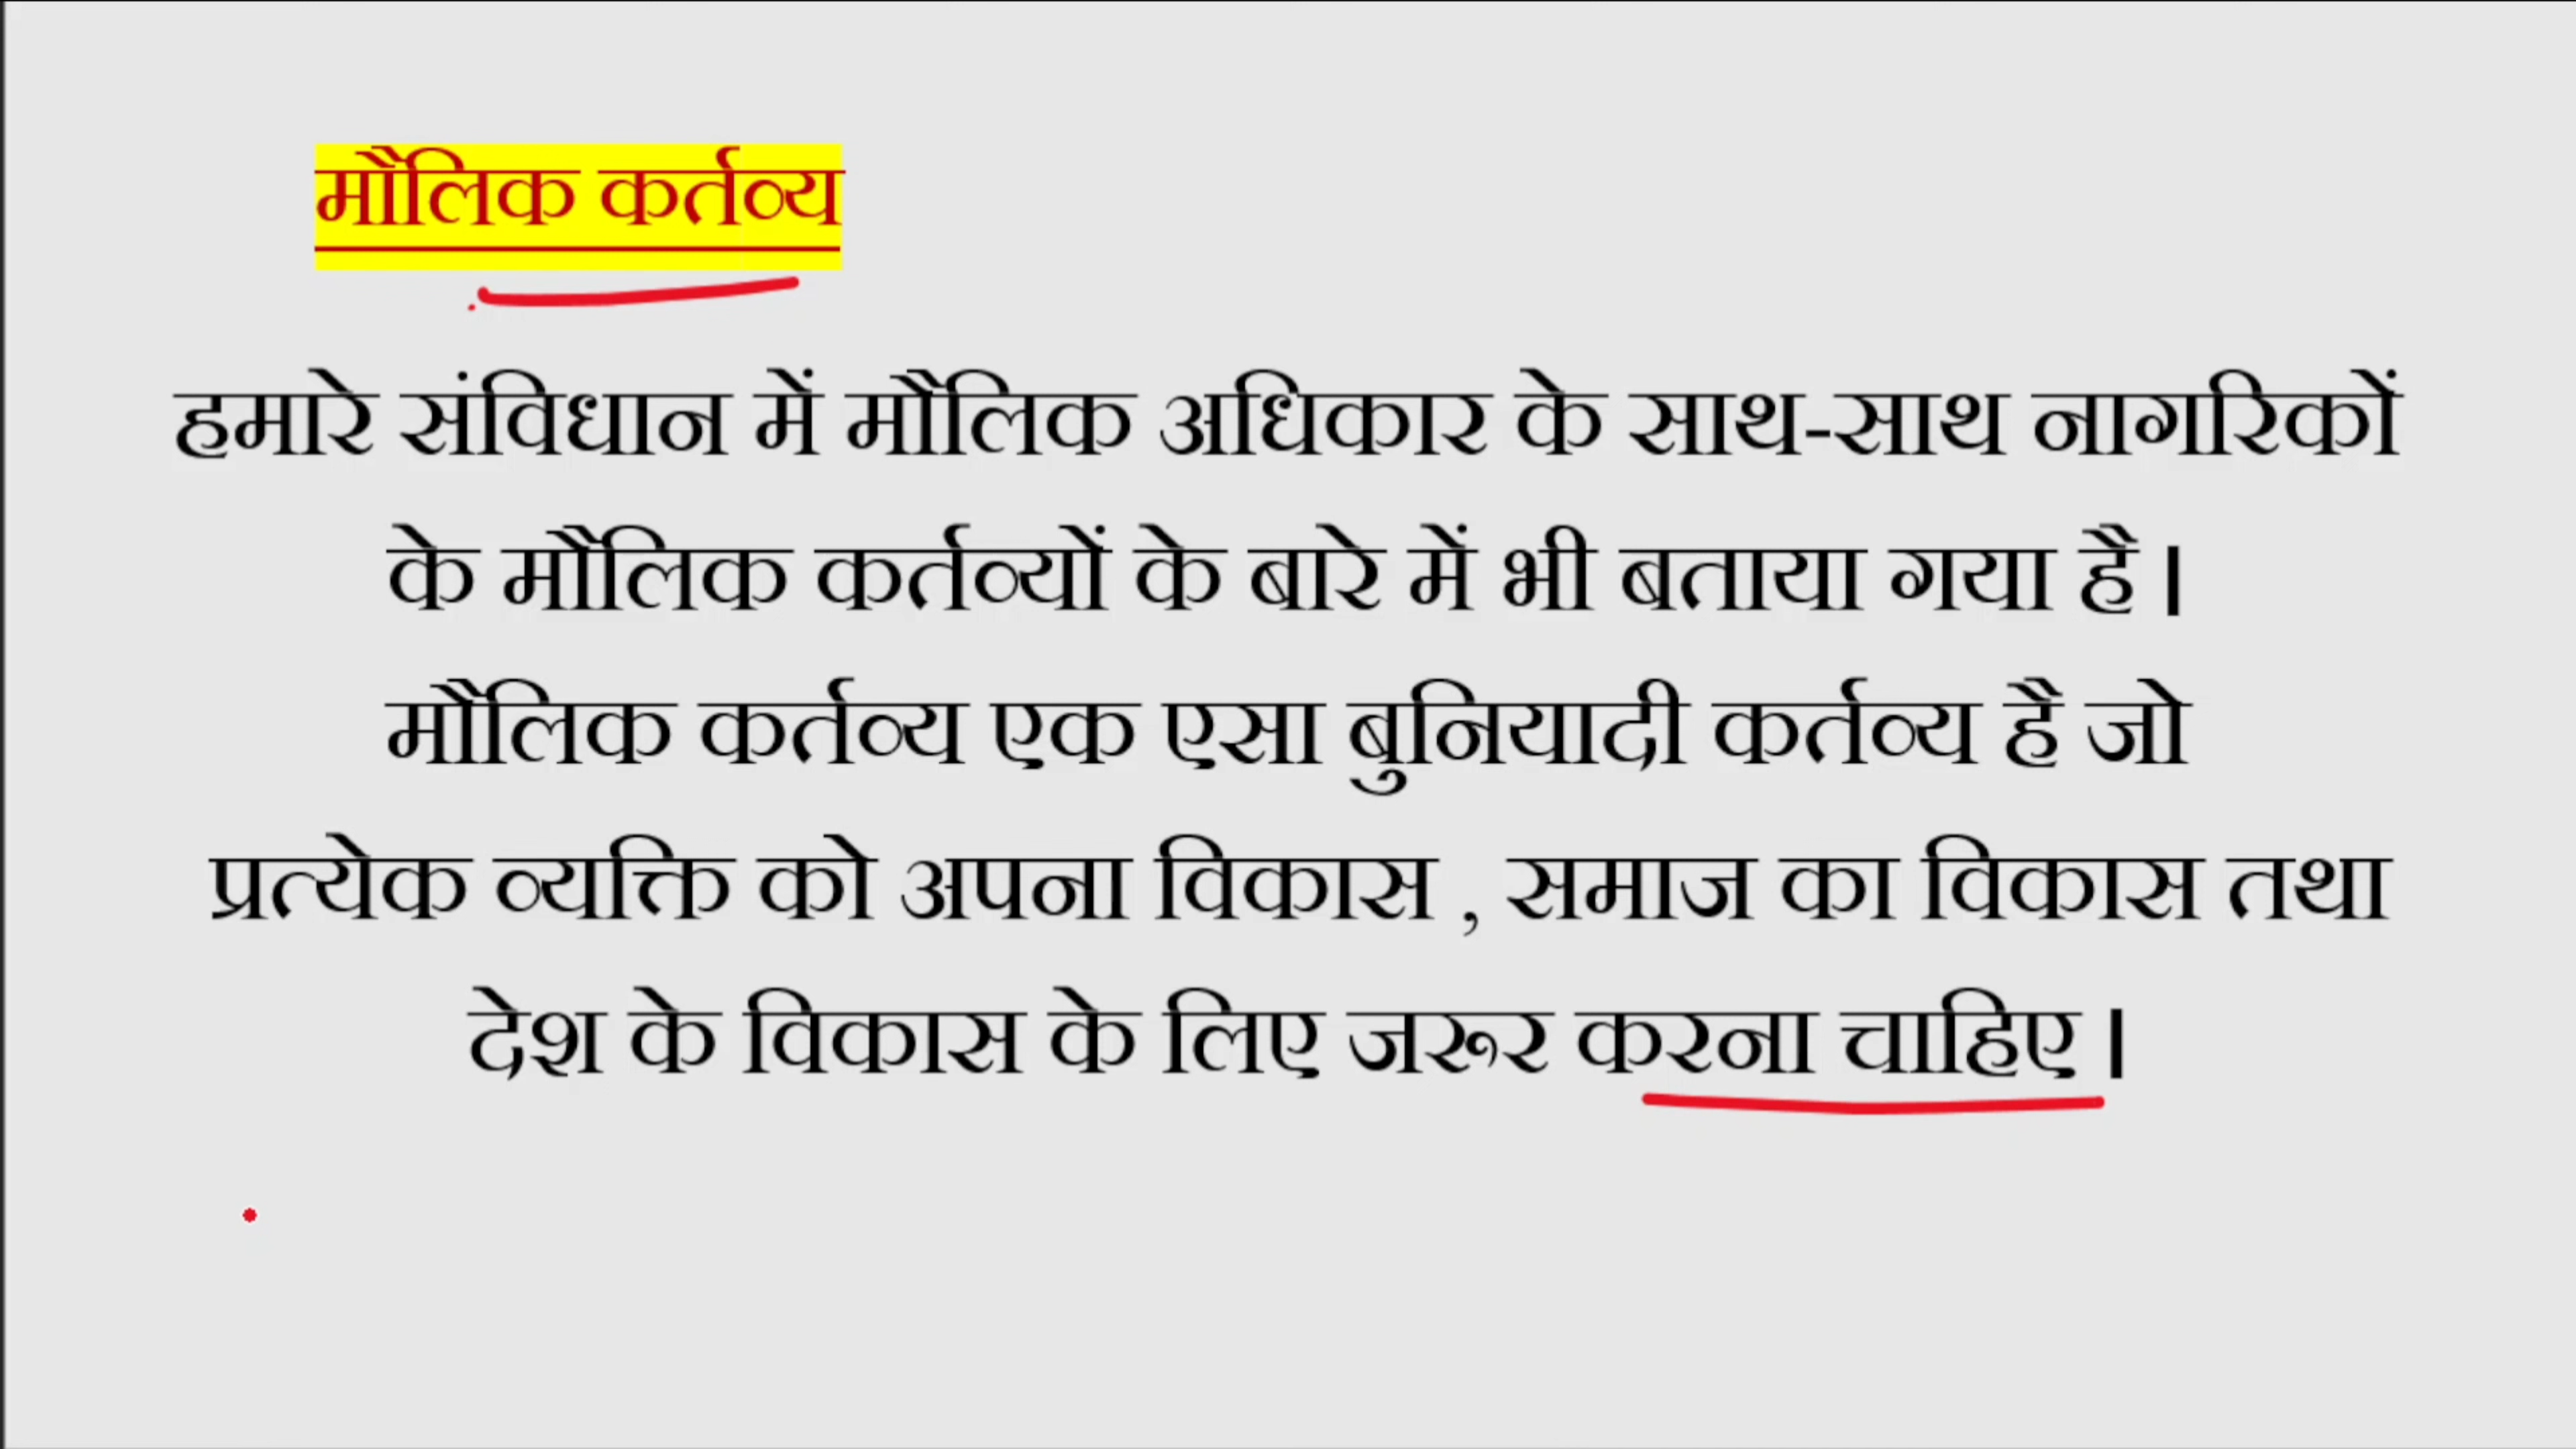 मौलिक कर्तव्य
हमारे संविधान में मौलिक अधिकार के साथ-साथ नागरिकों
के मौलिक कर्तव्यों के बारे में भी बताया गया है।
मौलिक कर्तव्य एक एसा बुनियादी कर्तव्य है जो
प्रत्येक व्यक्ति को अपना विकास , समाज का विकास तथा
देश के विकास के लिए जरूर करना चाहिए।